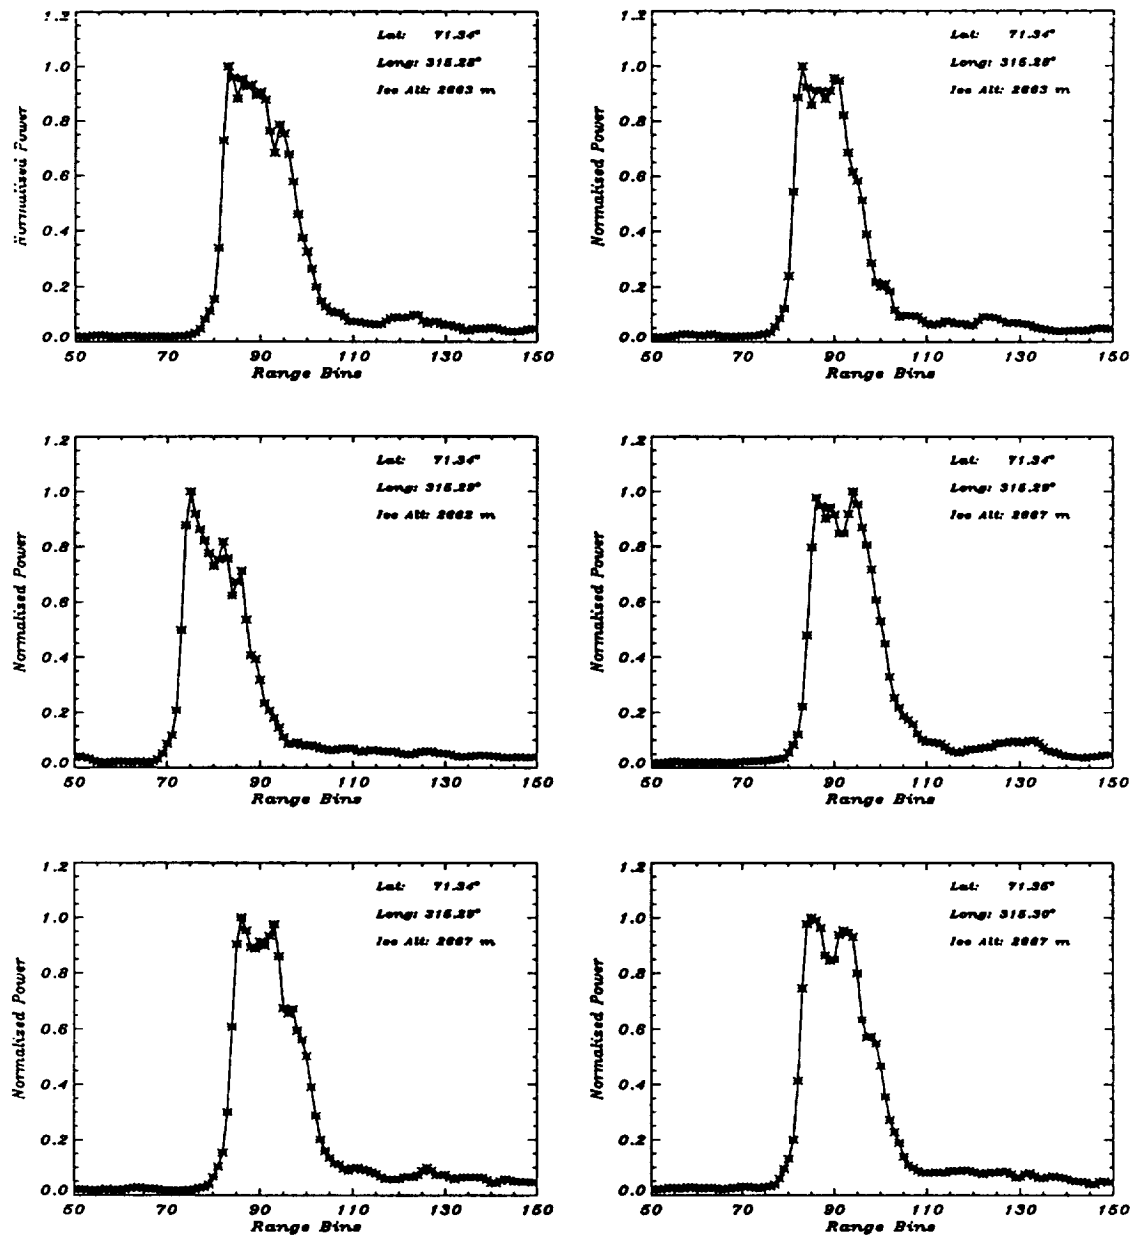 1.2
1.0
0.8
0.6
0.4
0.2
0.0
Normalised Power
Lat: 71.34°
Long: 315.28°
Ice Alt: 2663 m
50 70 90 110 130 150
Range Bins
1.2
1.0
0.8
0.6
0.4
0.2
0.0
Normalised Power
Lat: 71.34°
Long: 315.28°
Ice Alt: 2663 m
50 70 90 110 130 150
Range Bins
1.2
1.0
0.8
0.6
0.4
0.2
0.0
Normalised Power
Lat: 71.34°
Long: 315.29°
Ice Alt: 2662 m
50 70 90 110 130 150
Range Bins
1.2
1.0
0.8
0.6
0.4
0.2
0.0
Normalised Power
Lat: 71.34°
Long: 315.29°
Ice Alt: 2667 m
50 70 90 110 130 150
Range Bins
1.2
1.0
0.8
0.6
0.4
0.2
0.0
Normalised Power
Lat: 71.34°
Long: 315.29°
Ice Alt: 2667 m
50 70 90 110 130 150
Range Bins
1.2
1.0
0.8
0.6
0.4
0.2
0.0
Normalised Power
Lat: 71.35°
Long: 315.30°
Ice Alt: 2667 m
50 70 90 110 130 150
Range Bins